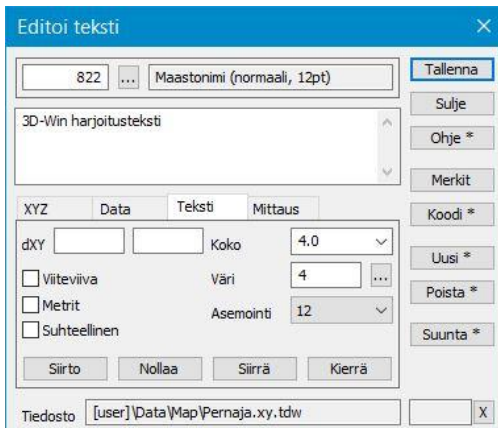 Editoi teksti
822 ... Maastonimi (normaali, 12pt)
Tallenna
3D-Win harjoitusteksti
Sulje
Ohje *
Merkit
XYZ Data Teksti Mittaus
Koodi *
dXY Koko 4.0
Uusi *
Viiteviiva Väri 4 ...
Poista *
Metrit Asemointi 12
Suhteellinen
Suunta *
Siirto Nollaa Siirrä Kierrä
Tiedosto [user]\Data\Map\Pernaja.xy.tdw X